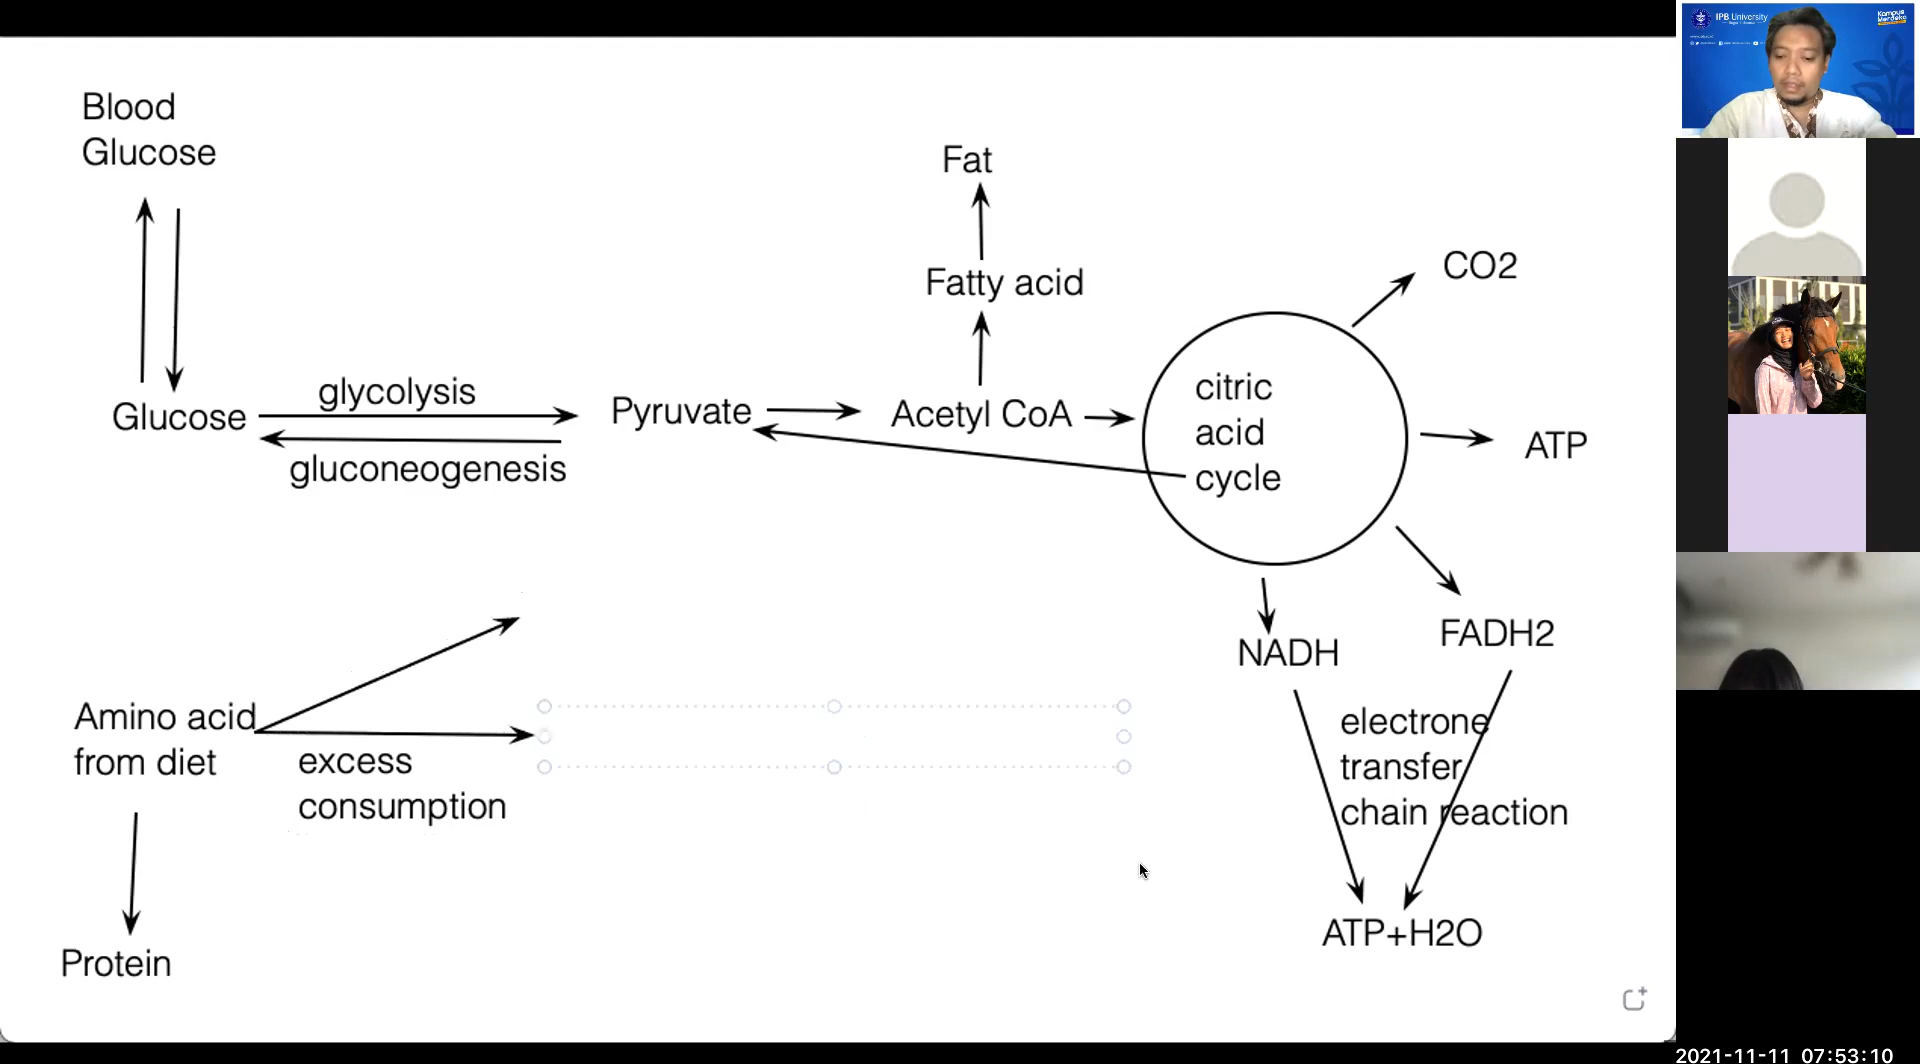 Blood
Glucose
Fat
CO2
Fatty acid
glycolysis
Glucose
Pyruvate
Acetyl CoA
citric
acid
cycle
ATP
gluconeogenesis
NADH
FADH2
Amino acid
from diet
excess
consumption
electrone
transfer
chain reaction
Protein
ATP+H2O
IPB University
Kampus
Merdeka
2021-11-11 07:53:10